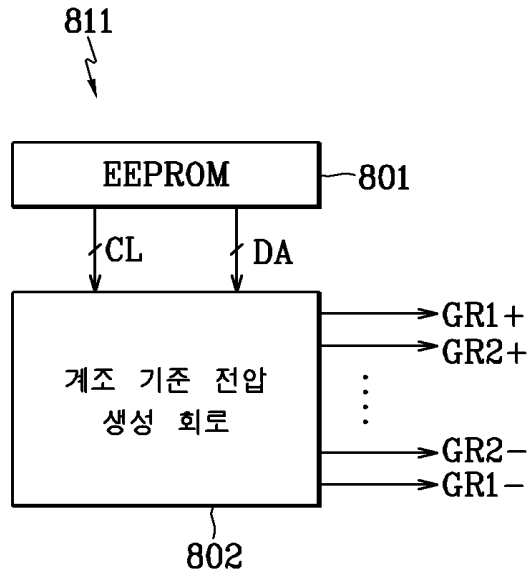 811
EEPROM
801
CL
DA
계조 기준 전압
생성 회로
GR1+
GR2+
GR2-
GR1-
802